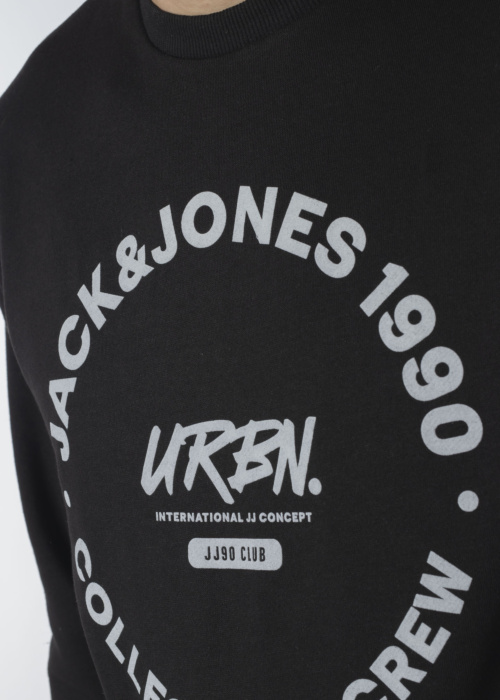 JACK&JONES 1990
URBN.
INTERNATIONAL JJ CONCEPT
JJ90 CLUB
CREW